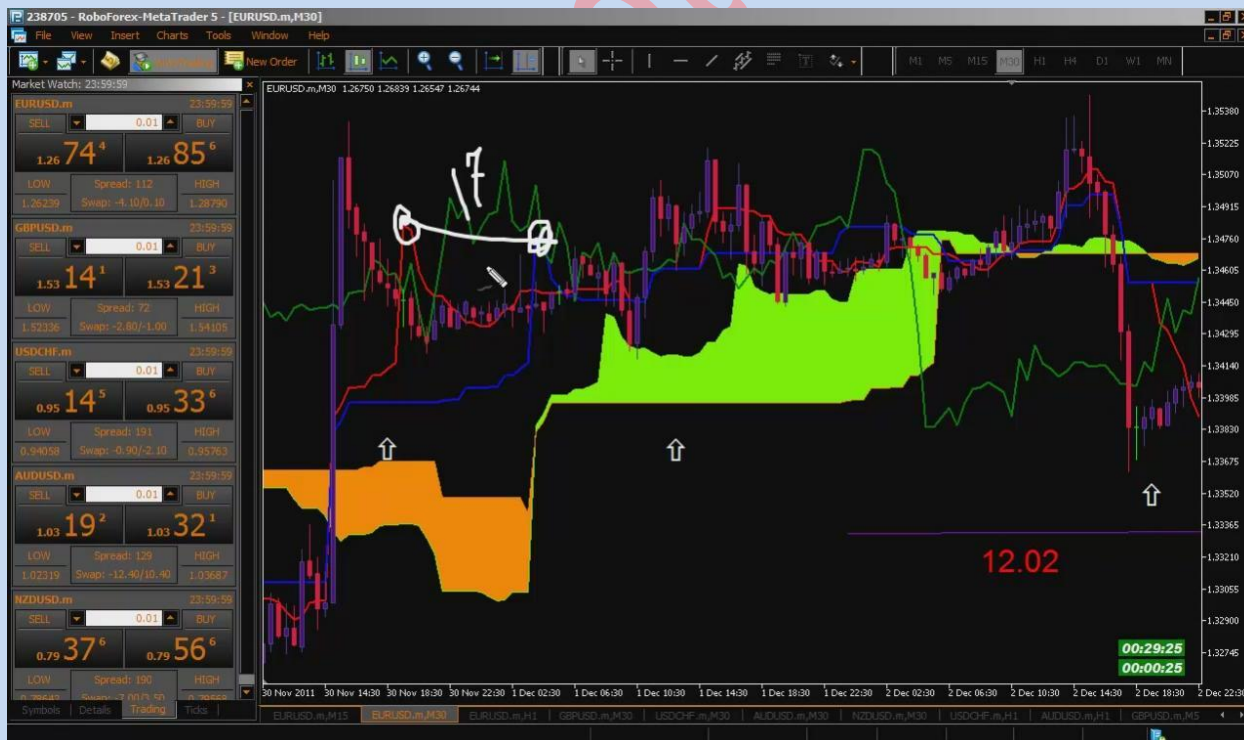 238705 - RoboForex-MetaTrader 5 - [EURUSD.m,M30]
File View Insert Charts Tools Window Help
New Order
M1 M5 M15 M30 H1 H4 D1 W1 MN
Market Watch: 23:59:59
EURUSD.m 23:59:59
SELL 0.01 BUY
1.26 74 4 1.26 85 6
LOW Spread: 112 HIGH
1.26239 Swap: -4.10/0.10 1.28790
GBPUSD.m 23:59:59
SELL 0.01 BUY
1.53 14 1 1.53 21 3
LOW Spread: 72 HIGH
1.52336 Swap: -2.80/-1.00 1.54105
USDCHF.m 23:59:59
SELL 0.01 BUY
0.95 14 5 0.95 33 6
LOW Spread: 191 HIGH
0.94058 Swap: -0.90/-2.10 0.95763
AUDUSD.m 23:59:59
SELL 0.01 BUY
1.03 19 2 1.03 32 1
LOW Spread: 129 HIGH
1.02319 Swap: -12.40/10.40 1.03687
NZDUSD.m 23:59:59
SELL 0.01 BUY
0.79 37 6 0.79 56 6
LOW Spread: 190 HIGH
Symbols Details Trading Ticks
EURUSD.m,M30 1.26750 1.26839 1.26547 1.26744
17
12.02
00:29:25
00:00:25
1.35380
1.35225
1.35070
1.34915
1.34760
1.34605
1.34450
1.34295
1.34140
1.33985
1.33830
1.33675
1.33520
1.33365
1.33210
1.33055
1.32900
1.32745
30 Nov 2011 30 Nov 14:30 30 Nov 18:30 30 Nov 22:30 1 Dec 02:30 1 Dec 06:30 1 Dec 10:30 1 Dec 14:30 1 Dec 18:30 1 Dec 22:30 2 Dec 02:30 2 Dec 06:30 2 Dec 10:30 2 Dec 14:30 2 Dec 18:30 2 Dec 22:30
EURUSD.m,M15 EURUSD.m,M30 EURUSD.m,H1 GBPUSD.m,M30 USDCHF.m,M30 AUDUSD.m,M30 NZDUSD.m,M30 USDCHF.m,H1 AUDUSD.m,H1 GBPUSD.m,M5